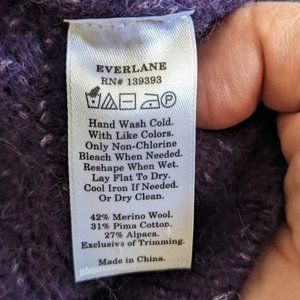 EVERLANE
RN# 139393
Hand Wash Cold.
With Like Colors.
Only Non-Chlorine
Bleach When Needed.
Reshape When Wet.
Lay Flat To Dry.
Cool Iron If Needed.
Or Dry Clean.
42% Merino Wool.
31% Pima Cotton.
27% Alpaca.
Exclusive of Trimming.
Made in China.